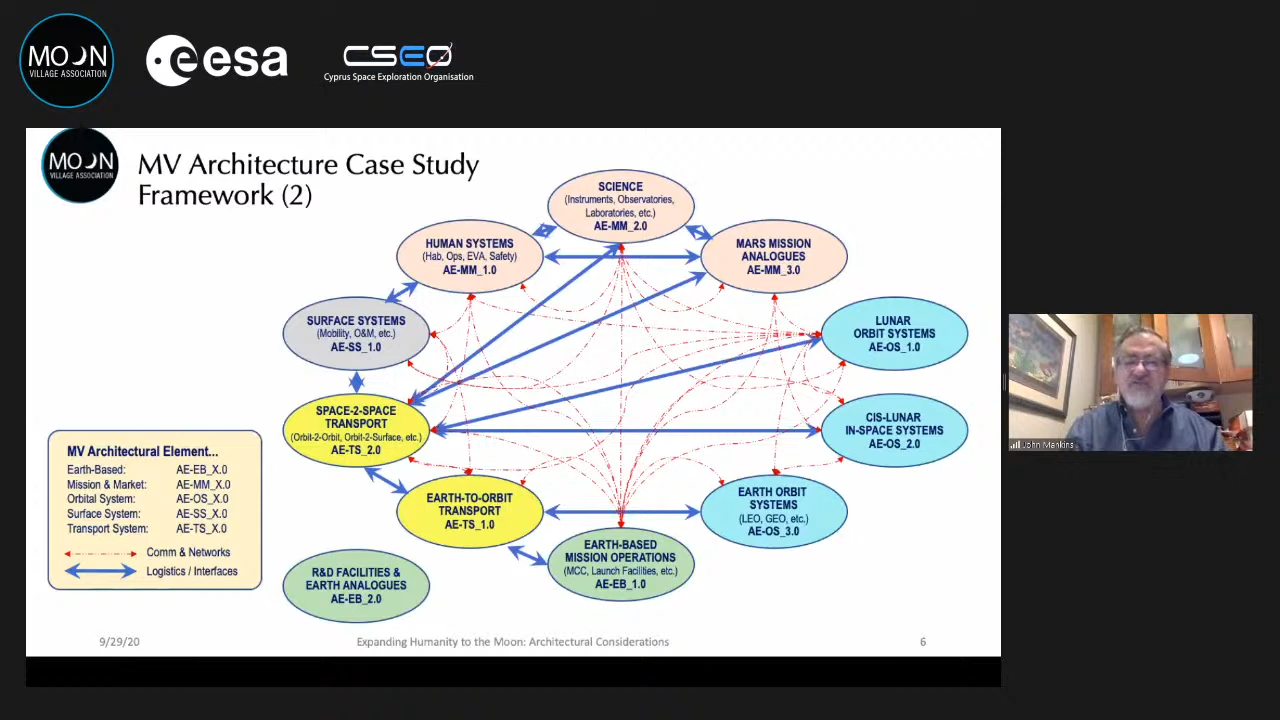 MOON
VILLAGE ASSOCIATION
esa
CSEO
Cyprus Space Exploration Organisation
MOON
VILLAGE ASSOCIATION
MV Architecture Case Study
Framework (2)
SCIENCE
(Instruments, Observatories,
Laboratories, etc.)
AE-MM_2.0
HUMAN SYSTEMS
(Hab, Ops, EVA, Safety)
AE-MM_1.0
MARS MISSION
ANALOGUES
AE-MM_3.0
SURFACE SYSTEMS
(Mobility, O&M, etc.)
AE-SS_1.0
LUNAR
ORBIT SYSTEMS
AE-OS_1.0
SPACE-2-SPACE
TRANSPORT
(Orbit-2-Orbit, Orbit-2-Surface, etc.)
AE-TS_2.0
CIS-LUNAR
IN-SPACE SYSTEMS
AE-OS_2.0
EARTH-TO-ORBIT
TRANSPORT
AE-TS_1.0
EARTH ORBIT
SYSTEMS
(LEO, GEO, etc.)
AE-OS_3.0
EARTH-BASED
MISSION OPERATIONS
(MCC, Launch Facilities, etc.)
AE-EB_1.0
R&D FACILITIES &
EARTH ANALOGUES
AE-EB_2.0
MV Architectural Element...
Earth-Based: AE-EB_X.0
Mission & Market: AE-MM_X.0
Orbital System: AE-OS_X.0
Surface System: AE-SS_X.0
Transport System: AE-TS_X.0
Comm & Networks
Logistics / Interfaces
9/29/20 Expanding Humanity to the Moon: Architectural Considerations 6
John Mankins